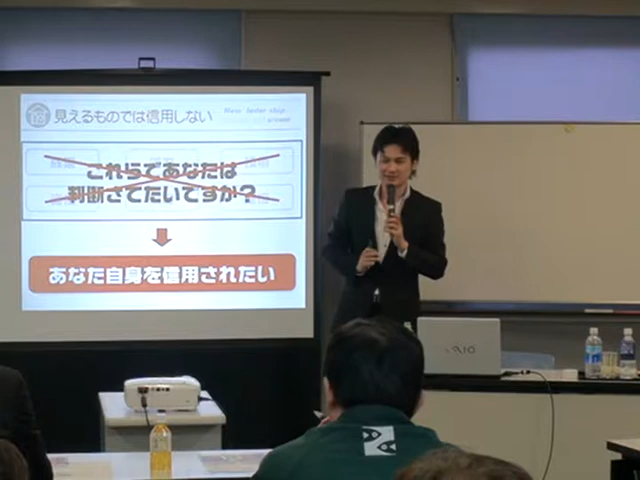 見えるものでは信用しない
これらであなたは
判断さてたいですか？
あなた自身を信用されたい
VAIO